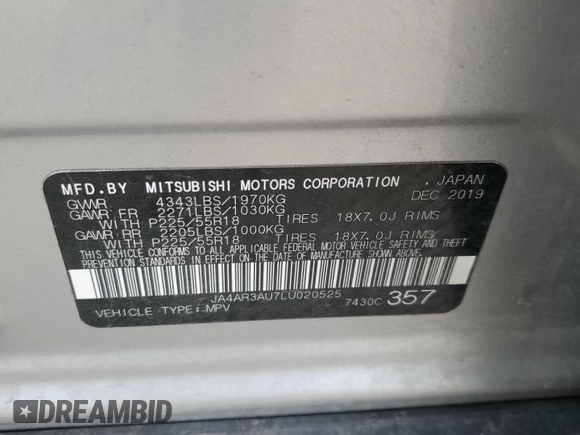 MFD.BY MITSUBISHI MOTORS CORPORATION . JAPAN
GVWR 4343LBS/1970KG DEC 2019
GAWR FR 2271LBS/1030KG
WITH P225/55R18 TIRES 18X7.0J RIMS
GAWR RR 2205LBS/1000KG
WITH P225/55R18 TIRES 18X7.0J RIMS
THIS VEHICLE CONFORMS TO ALL APPLICABLE FEDERAL MOTOR VEHICLE SAFETY AND THEFT
PREVENTION STANDARDS IN EFFECT ON THE DATE OF MANUFACTURE SHOWN ABOVE.
JA4AR3AU7LU020525
VEHICLE TYPE: MPV 7430C 357
DREAMBID